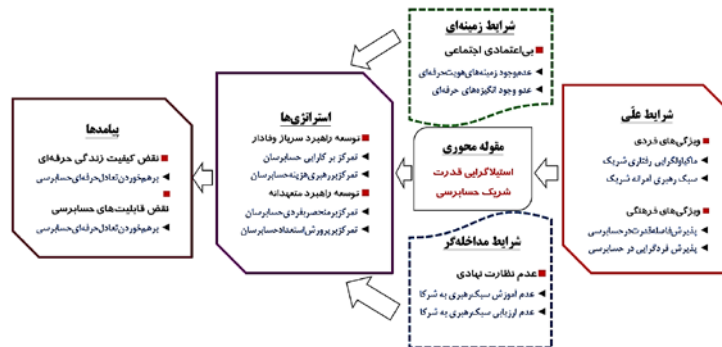 شرایط علّی
ویژگی‌های فردی
ماکیاولگرایی رفتاری شریک
سبک رهبری آمرانه شریک
ویژگی‌های فرهنگی
پذیرش فاصله قدرت در حسابرسی
پذیرش فردگرایی در حسابرسی
شرایط زمینه‌ای
بی‌اعتمادی اجتماعی
عدم وجود زمینه‌های هویت حرفه‌ای
عدو وجود انگیزه‌های حرفه‌ای
مقوله محوری
استیلاگرایی قدرت
شریک حسابرسی
شرایط مداخله‌گر
عدم نظارت نهادی
عدم آموزش سبک رهبری به شرکا
عدم ارزیابی سبک رهبری به شرکا
استراتژی‌ها
توسعه راهبرد سرباز وفادار
تمرکز بر کارایی حسابرسان
تمرکز بر رهبری هزینه حسابرسان
توسعه راهبرد متعهدانه
تمرکز بر منحصربفردی حسابرسان
تمرکز بر پرورش استعداد حسابرسان
پیامدها
نقض کیفیت زندگی حرفه‌ای
برهم خوردن تعادل حرفه‌ای حسابرسی
نقض قابلیت‌های حسابرسی
برهم خوردن تعادل حرفه‌ای حسابرسی